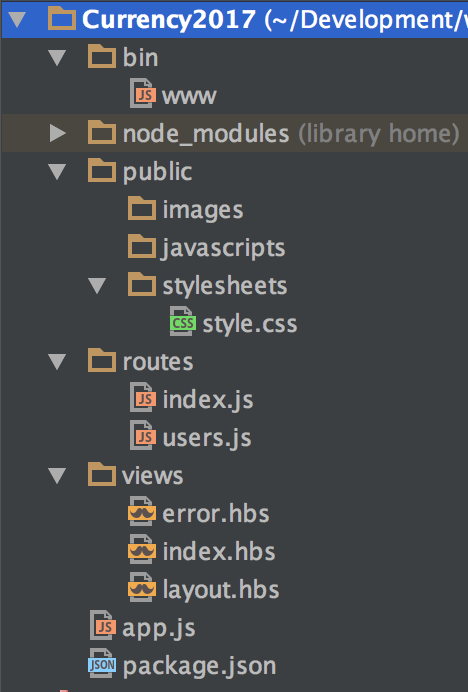 Currency2017 (~/Development/
bin
JS www
node_modules (library home)
public
images
javascripts
stylesheets
CSS style.css
routes
JS index.js
JS users.js
views
error.hbs
index.hbs
layout.hbs
JS app.js
JSON package.json